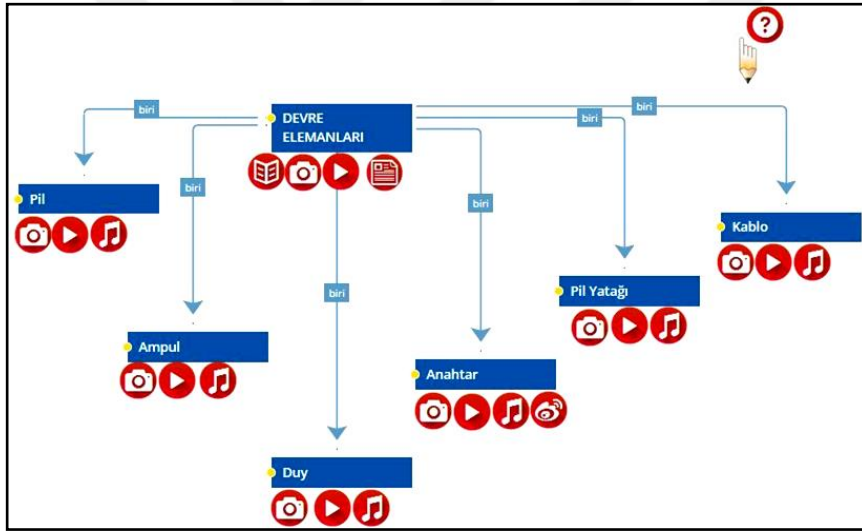 ?
DEVRE
ELEMANLARI
biri
biri
biri
biri
biri
biri
Pil
Kablo
Pil Yatağı
Ampul
Anahtar
Duy